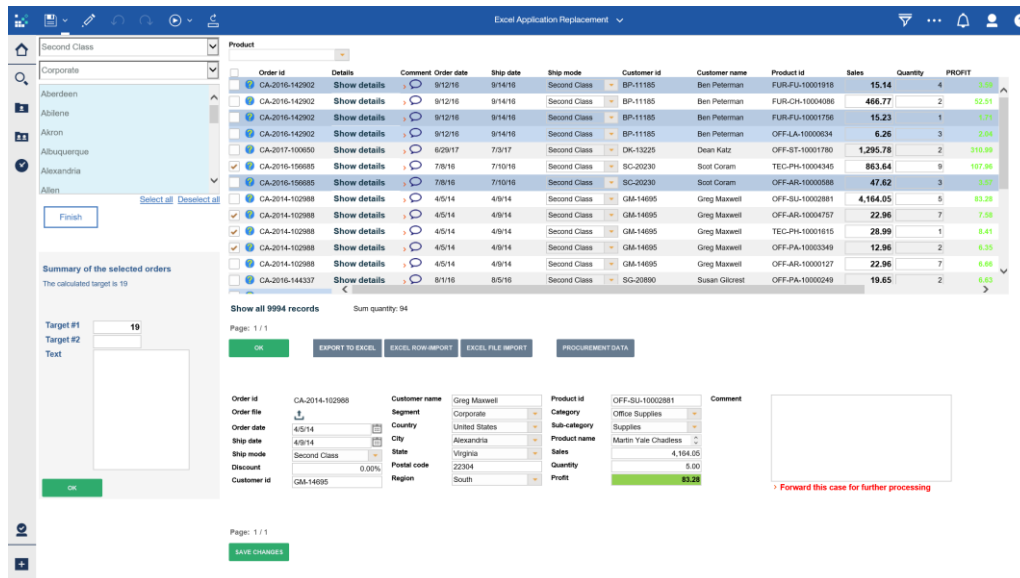 Excel Application Replacement
Second Class
Corporate
Aberdeen
Abilene
Akron
Albuquerque
Alexandria
Allen
Select all Deselect all
Finish
Summary of the selected orders
The calculated target is 19
Target #1 19
Target #2
Text
OK
Product
Order id Details Comment Order date Ship date Ship mode Customer id Customer name Product id Sales Quantity PROFIT
CA-2016-142902 Show details 9/12/16 9/14/16 Second Class BP-11185 Ben Peterman FUR-FU-10001918 15.14 4
CA-2016-142902 Show details 9/12/16 9/14/16 Second Class BP-11185 Ben Peterman FUR-CH-10004086 466.77 2 52.51
CA-2016-142902 Show details 9/12/16 9/14/16 Second Class BP-11185 Ben Peterman FUR-FU-10001756 15.23 1
CA-2016-142902 Show details 9/12/16 9/14/16 Second Class BP-11185 Ben Peterman OFF-LA-10000634 6.26 3
CA-2017-100650 Show details 6/29/17 7/3/17 Second Class DK-13225 Dean Katz OFF-ST-10001780 1,295.78 2 310.99
CA-2016-156685 Show details 7/8/16 7/10/16 Second Class SC-20230 Scot Coram TEC-PH-10004345 863.64 9 107.96
CA-2016-156685 Show details 7/8/16 7/10/16 Second Class SC-20230 Scot Coram OFF-AR-10000588 47.62 3
CA-2014-102988 Show details 4/5/14 4/9/14 Second Class GM-14695 Greg Maxwell OFF-SU-10002881 4,164.05 5 83.28
CA-2014-102988 Show details 4/5/14 4/9/14 Second Class GM-14695 Greg Maxwell OFF-AR-10004757 22.96 7 7.58
CA-2014-102988 Show details 4/5/14 4/9/14 Second Class GM-14695 Greg Maxwell TEC-PH-10001615 28.99 1 8.41
CA-2014-102988 Show details 4/5/14 4/9/14 Second Class GM-14695 Greg Maxwell OFF-PA-10003349 12.96 2 6.35
CA-2014-102988 Show details 4/5/14 4/9/14 Second Class GM-14695 Greg Maxwell OFF-AR-10000127 22.96 7 6.66
CA-2016-144337 Show details 8/1/16 8/5/16 Second Class SG-20890 Susan Gilcrest OFF-PA-10000249 19.65 2 6.63
Show all 9994 records Sum quantity: 94
Page: 1 / 1
OK EXPORT TO EXCEL EXCEL ROW-IMPORT EXCEL FILE IMPORT PROCUREMENT DATA
Order id CA-2014-102988 Customer name Greg Maxwell Product id OFF-SU-10002881 Comment
Order file Segment Corporate Category Office Supplies
Order date 4/5/14 Country United States Sub-category Supplies
Ship date 4/9/14 City Alexandria Product name Martin Yale Chadless
Ship mode Second Class State Virginia Sales 4,164.05
Discount 0.00% Postal code 22304 Quantity 5.00
Customer id GM-14695 Region South Profit 83.28
› Forward this case for further processing
Page: 1 / 1
SAVE CHANGES